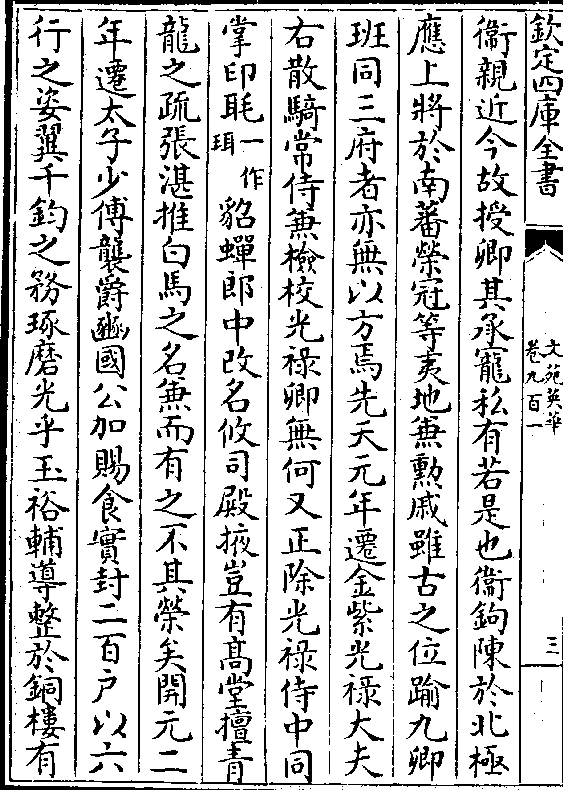 欽定四庫全書
文苑英華
卷九百一
三
衞親近今故授卿其承寵私有若是也衞鉤陳於北極
應上將於南蕃榮冠等夷地兼勲戚雖古之位踰九卿
班同三府者亦無以方焉先天元年遷金紫光祿大夫
右散騎常侍兼檢校光祿卿無何又正除光祿侍中同
掌印毦一作珥貂蟬郎中改名攸司殿掖豈有髙堂擅青
龍之疏張湛推白馬之名兼而有之不其榮矣開元二
年遷太子少傅襲爵豳國公加賜食實封二百户以六
行之姿翼千鈞之務琢磨光乎玉裕輔導整於銅樓有